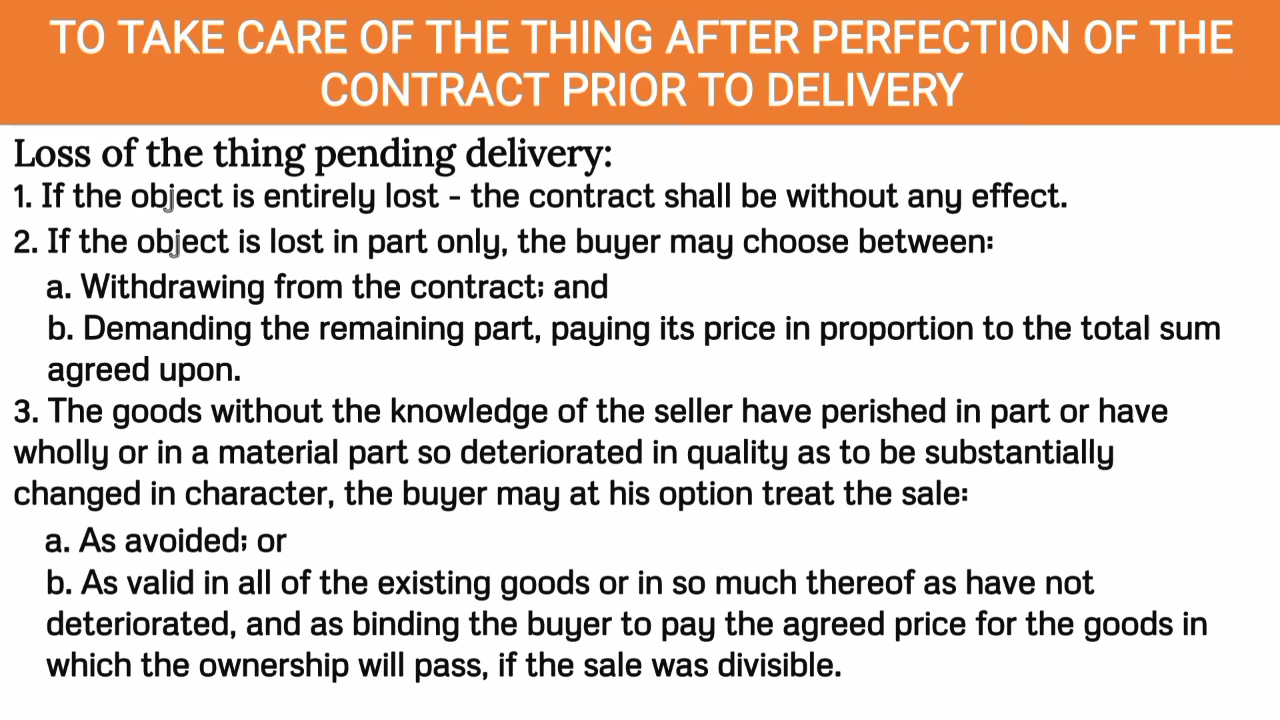 TO TAKE CARE OF THE THING AFTER PERFECTION OF THE
CONTRACT PRIOR TO DELIVERY
Loss of the thing pending delivery:
1. If the object is entirely lost - the contract shall be without any effect.
2. If the object is lost in part only, the buyer may choose between:
a. Withdrawing from the contract; and
b. Demanding the remaining part, paying its price in proportion to the total sum
agreed upon.
3. The goods without the knowledge of the seller have perished in part or have
wholly or in a material part so deteriorated in quality as to be substantially
changed in character, the buyer may at his option treat the sale:
a. As avoided; or
b. As valid in all of the existing goods or in so much thereof as have not
deteriorated, and as binding the buyer to pay the agreed price for the goods in
which the ownership will pass, if the sale was divisible.